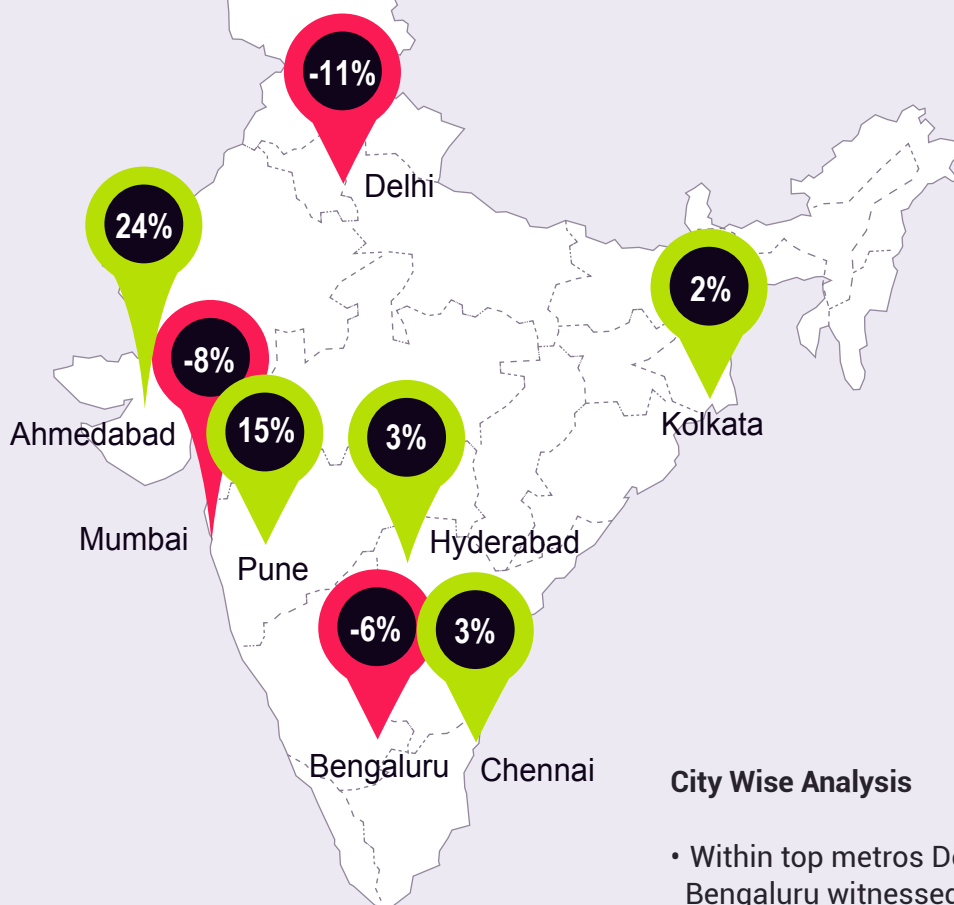 -11%
Delhi
24%
2%
-8%
15%
3%
Ahmedabad
Kolkata
Mumbai
Hyderabad
Pune
-6%
3%
Bengaluru
Chennai
City Wise Analysis
• Within top metros
Bengaluru witnessed